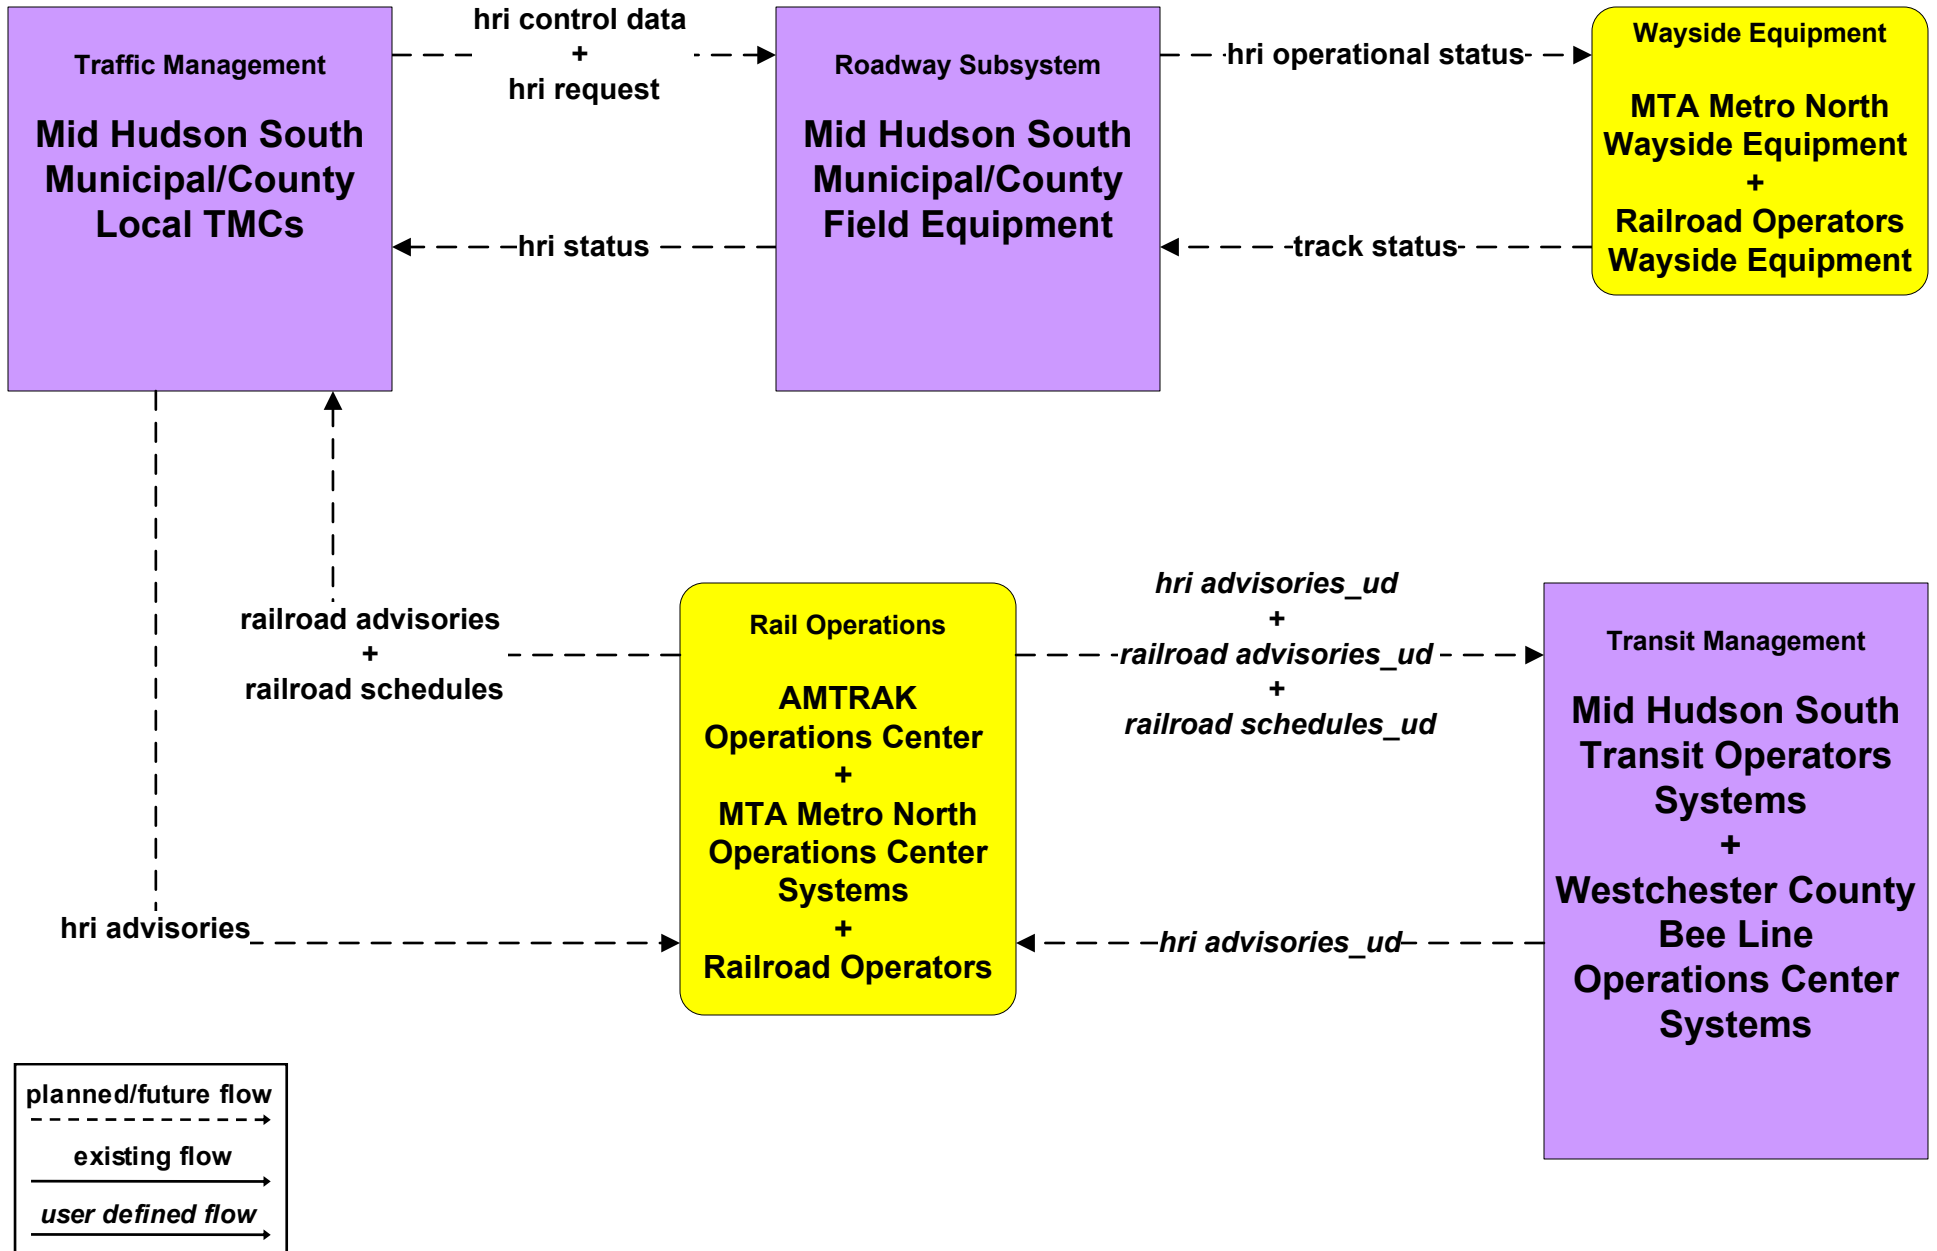 Traffic Management
Mid Hudson South
Municipal/County
Local TMCs
hri control data
+
hri request
hri status
Roadway Subsystem
Mid Hudson South
Municipal/County
Field Equipment
hri operational status
track status
Wayside Equipment
MTA Metro North
Wayside Equipment
+
Railroad Operators
Wayside Equipment
railroad advisories
+
railroad schedules
hri advisories
Rail Operations
AMTRAK
Operations Center
+
MTA Metro North
Operations Center
Systems
+
Railroad Operators
hri advisories_ud
+
railroad advisories_ud
+
railroad schedules_ud
hri advisories_ud
Transit Management
Mid Hudson South
Transit Operators
Systems
+
Westchester County
Bee Line
Operations Center
Systems
planned/future flow
existing flow
user defined flow